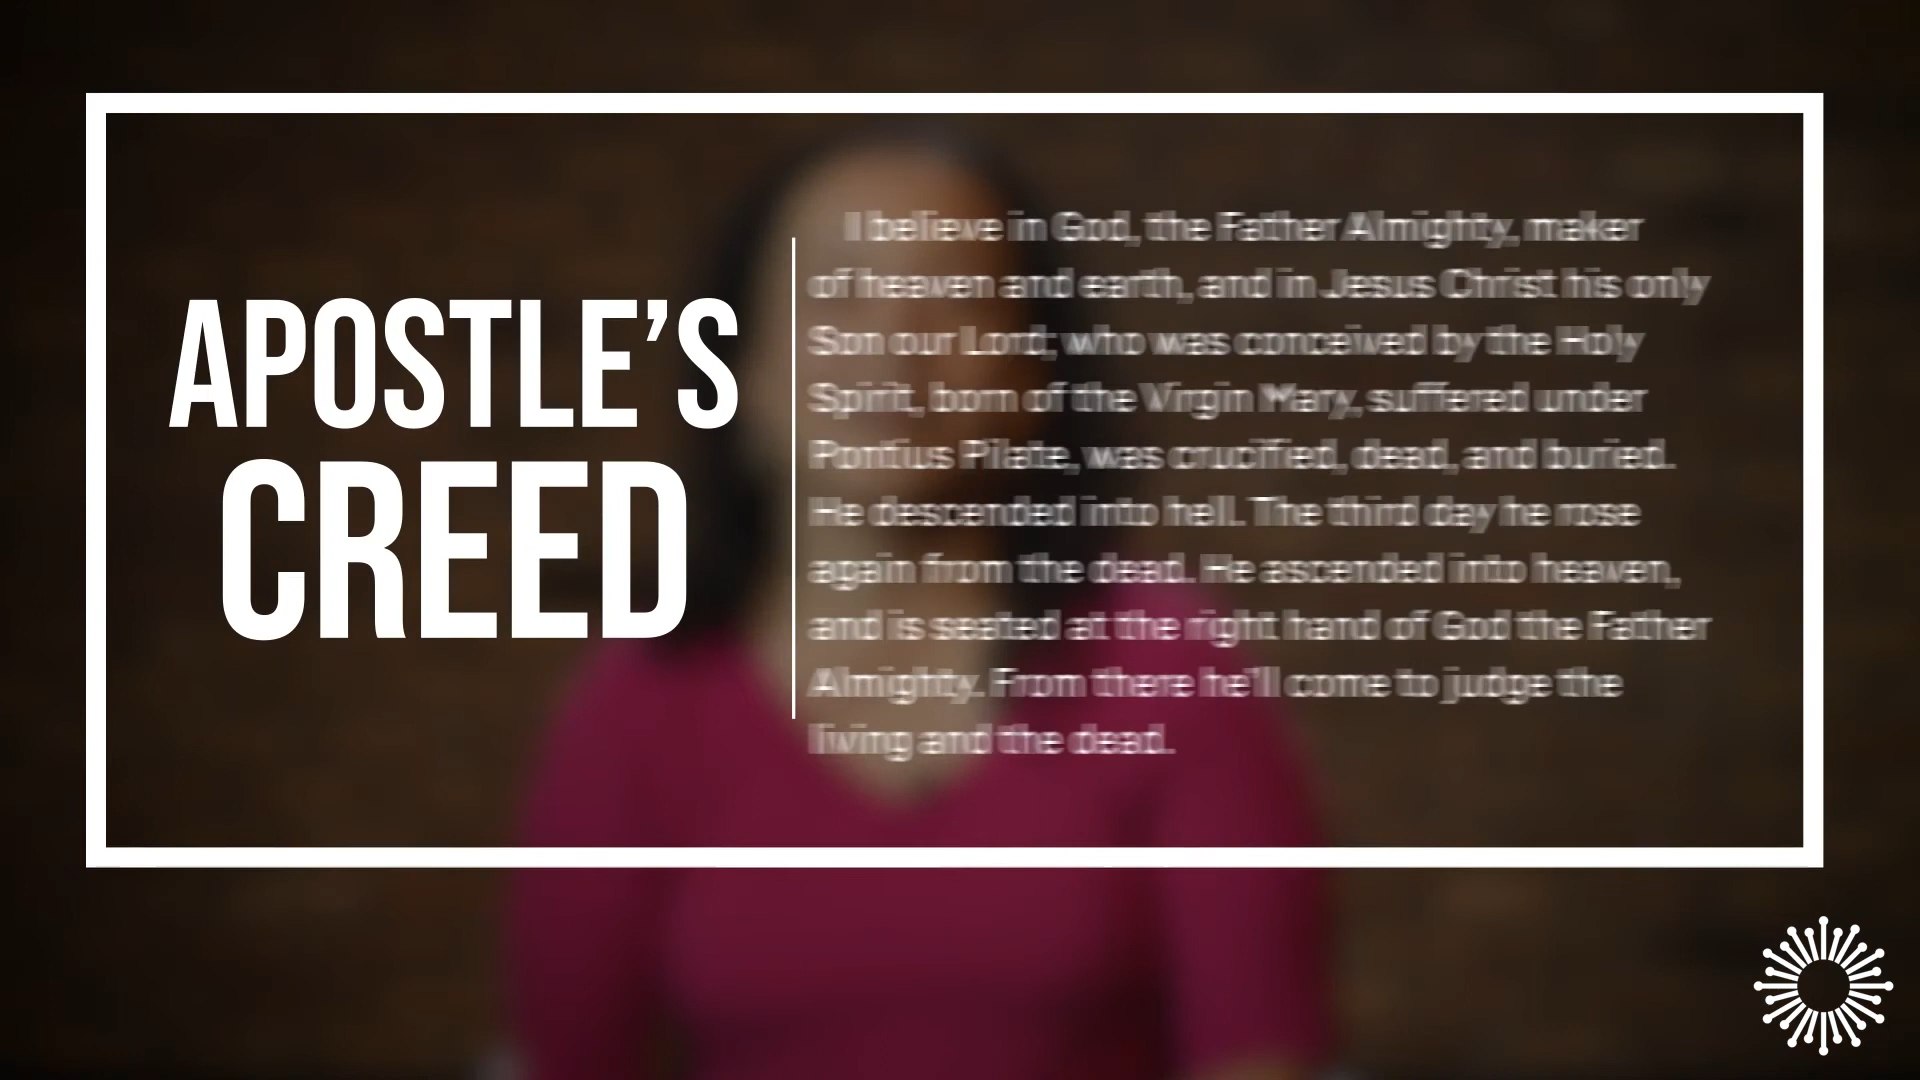 APOSTLE’S
CREED
I believe in God, the Father Almighty, maker
of heaven and earth, and in Jesus Christ his only
Son our Lord; who was conceived by the Holy
Spirit, born of the Virgin Mary, suffered under
Pontius Pilate, was crucified, dead, and buried.
He descended into hell. The third day he rose
again from the dead. He ascended into heaven,
and is seated at the right hand of God the Father
Almighty. From there he’ll come to judge the
living and the dead.